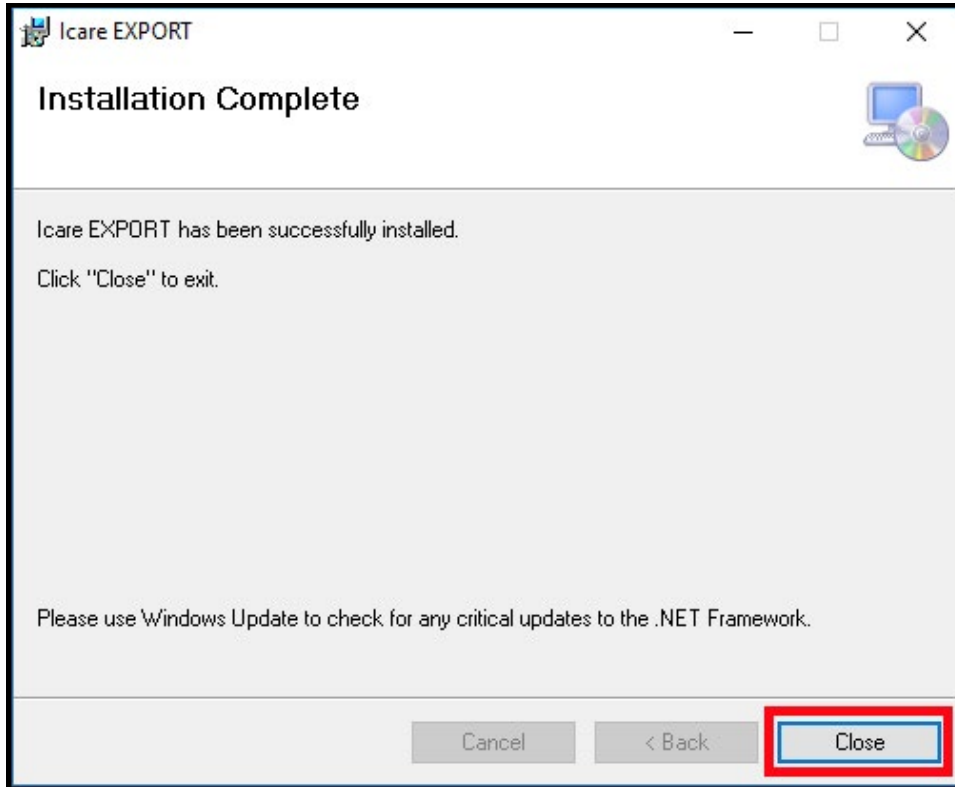 Icare EXPORT
Installation Complete
Icare EXPORT has been successfully installed.
Click "Close" to exit.
Please use Windows Update to check for any critical updates to the .NET Framework.
Cancel
< Back
Close